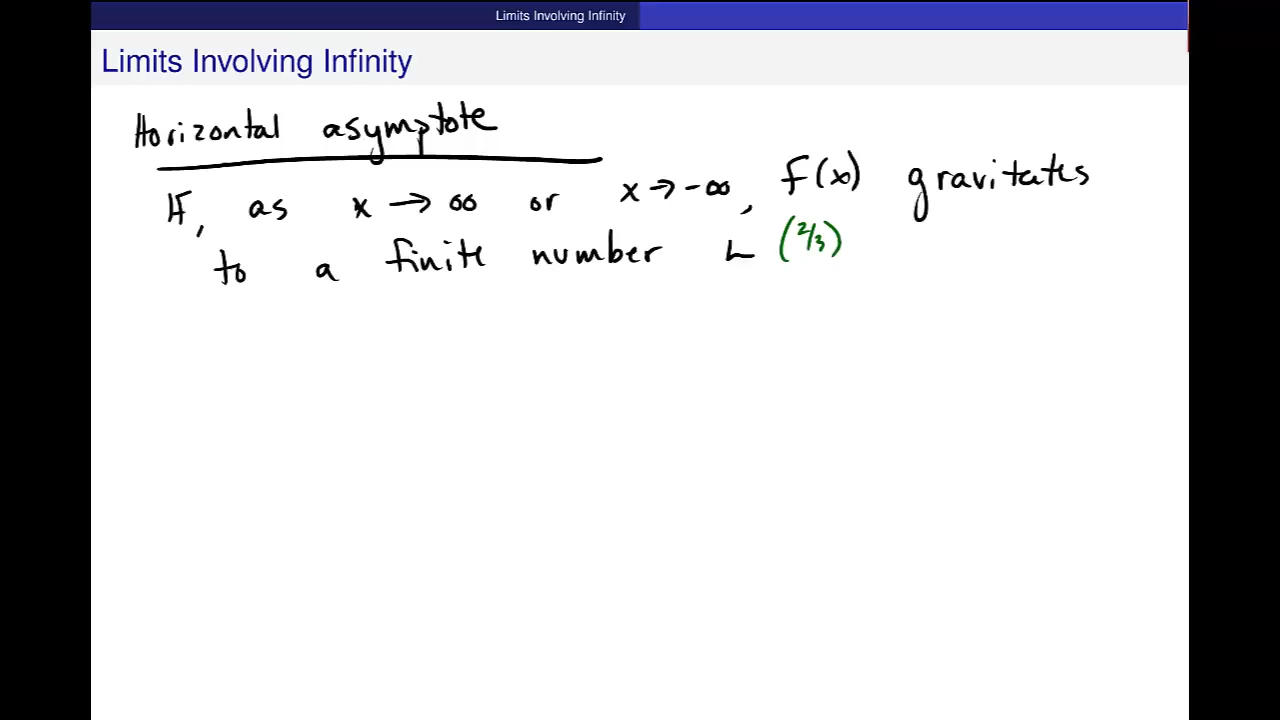 Limits Involving Infinity
Limits Involving Infinity
Horizontal asymptote
If, as x → ∞ or x → -∞, f(x) gravitates
to a finite number L (2/3)